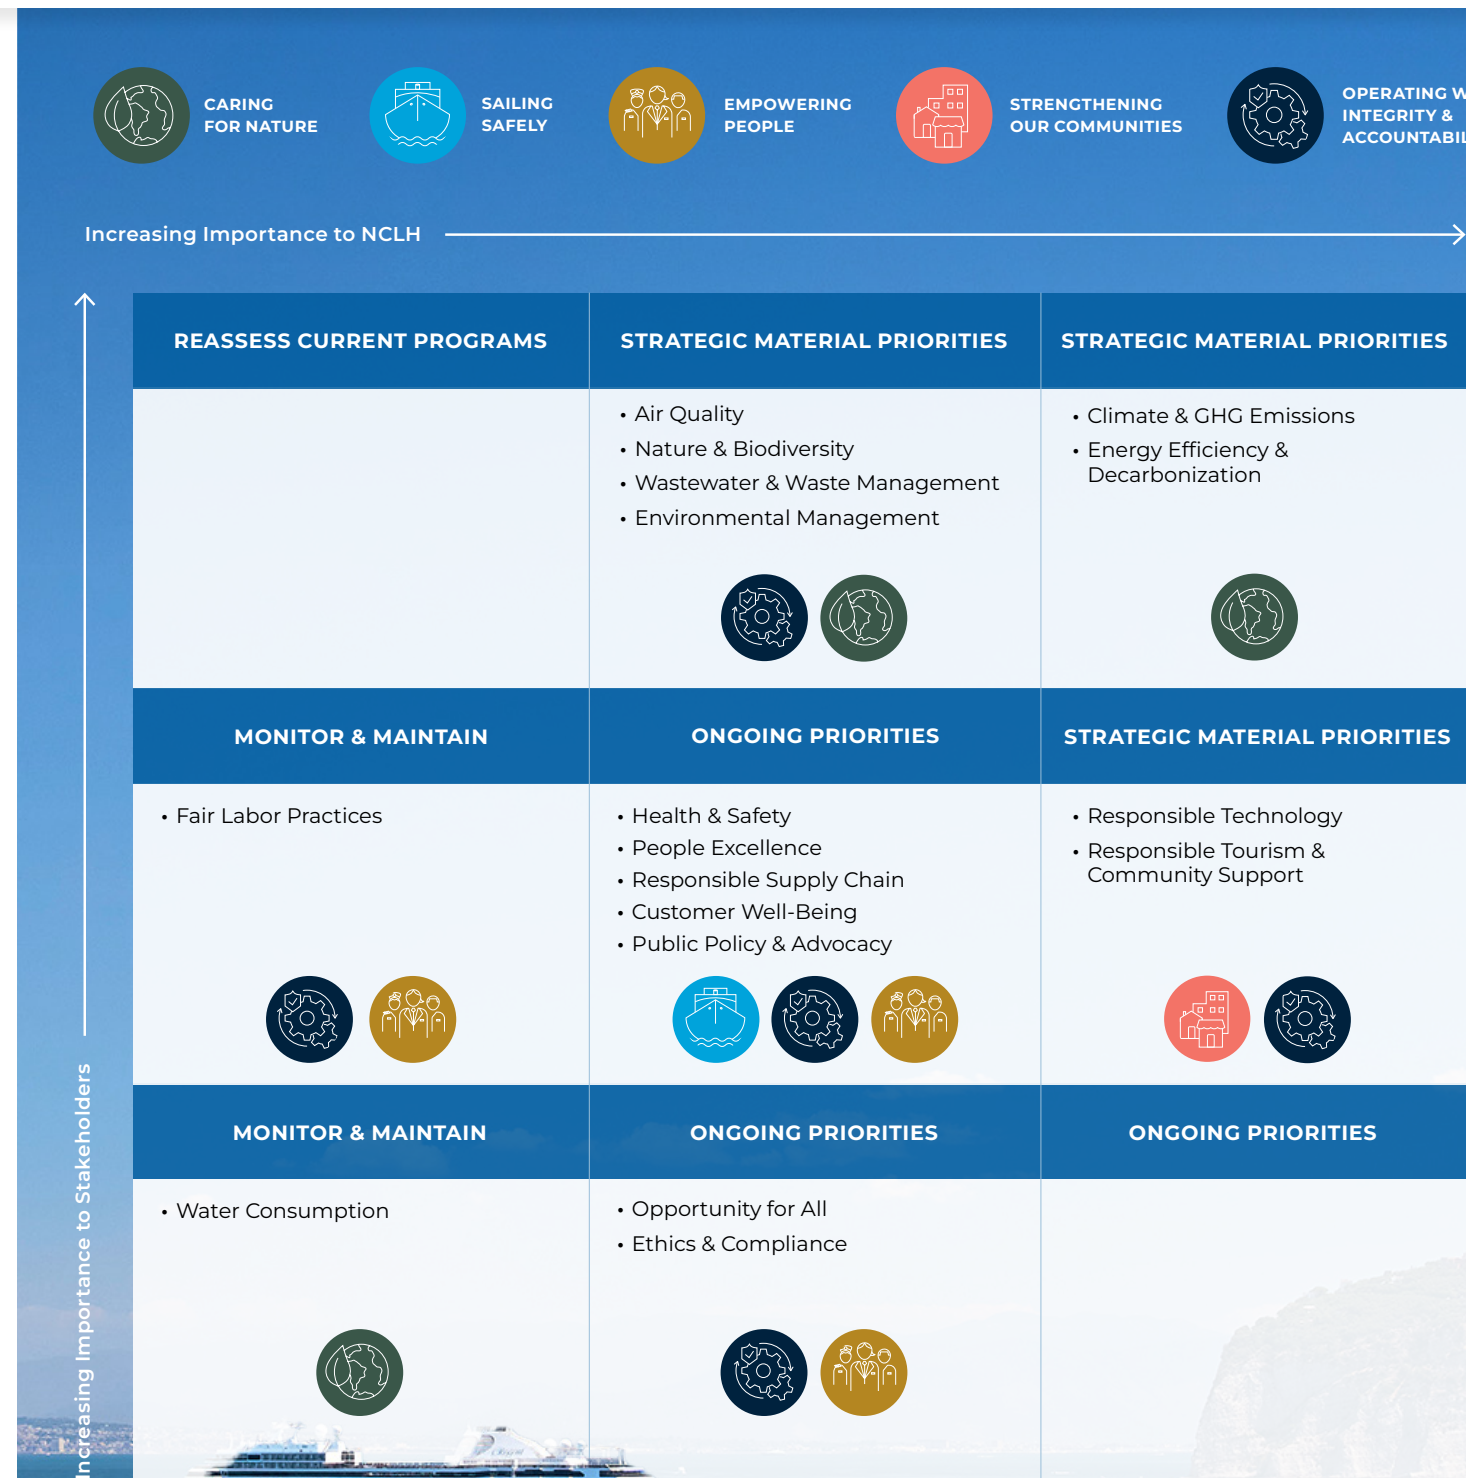 CARING
FOR NATURE
SAILING
SAFELY
EMPOWERING
PEOPLE
STRENGTHENING
OUR COMMUNITIES
OPERATING
INTEGRITY &
Increasing Importance to NCLH
Increasing Importance to Stakeholders
REASSESS CURRENT PROGRAMS
STRATEGIC MATERIAL PRIORITIES
• Air Quality
• Nature & Biodiversity
• Wastewater & Waste Management
• Environmental Management
STRATEGIC MATERIAL PRIORITIES
• Climate & GHG Emissions
• Energy Efficiency &
Decarbonization
MONITOR & MAINTAIN
• Fair Labor Practices
ONGOING PRIORITIES
• Health & Safety
• People Excellence
• Responsible Supply Chain
• Customer Well-Being
• Public Policy & Advocacy
STRATEGIC MATERIAL PRIORITIES
• Responsible Technology
• Responsible Tourism &
Community Support
MONITOR & MAINTAIN
• Water Consumption
ONGOING PRIORITIES
• Opportunity for All
• Ethics & Compliance
ONGOING PRIORITIES